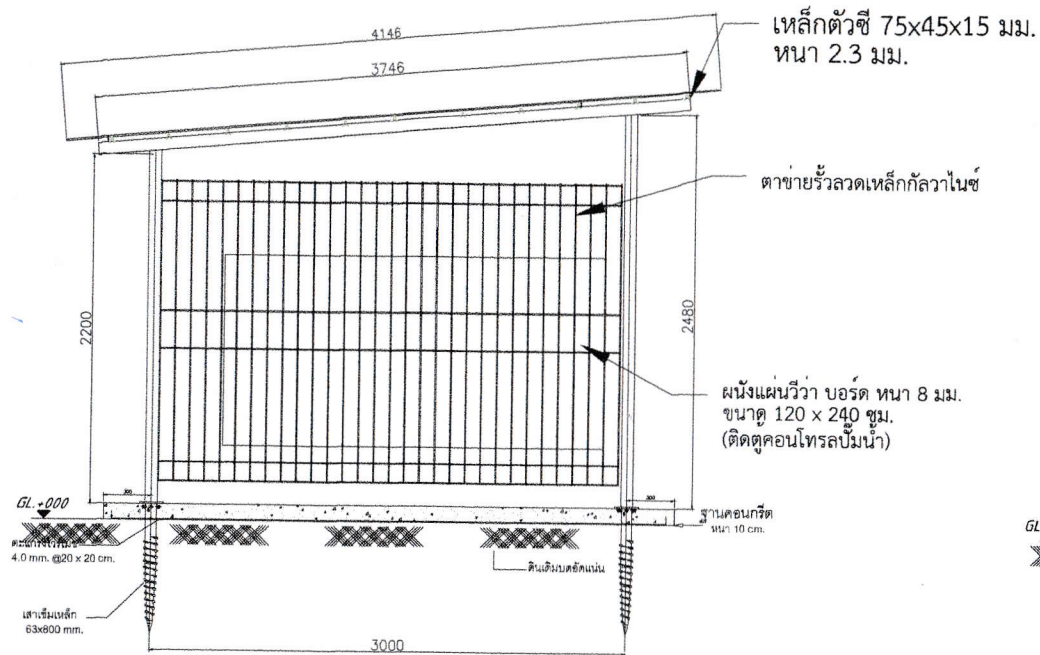 4146
3746
เหล็กตัวซี 75x45x15 มม.
หนา 2.3 มม.
ตาข่ายรั้วลวดเหล็กกัลวาไนซ์
2200
2480
ผนังแผ่นวีว่า บอร์ด หนา 8 มม.
ขนาด 120 x 240 ซม.
(ติดตู้คอนโทรลปั๊มน้ำ)
GL.+000
300
300
ฐานคอนกรีต
หนา 10 cm.
GL
4.0 mm. @20 x 20 cm.
ดินเดิมบดอัดแน่น
เสาเข็มเหล็ก
63x800 mm.
3000